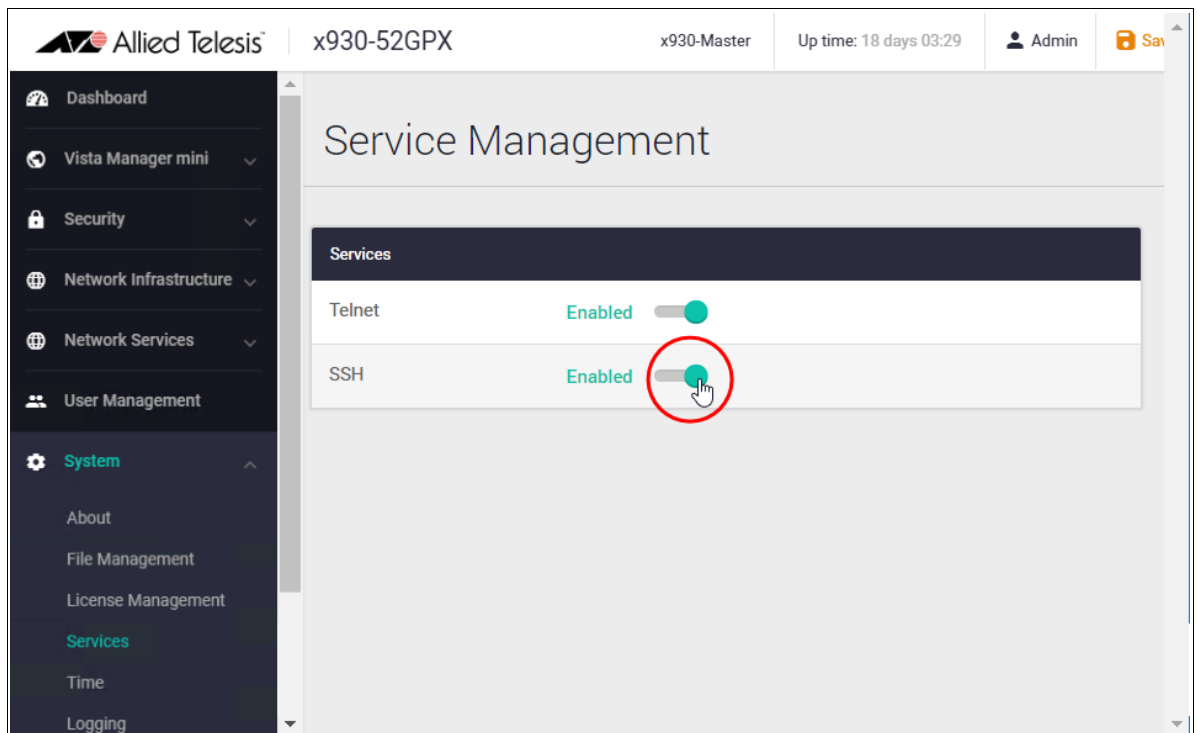 Allied Telesis x930-52GPX x930-Master Up time: 18 days 03:29 Admin
Dashboard
Vista Manager mini
Security
Network Infrastructure
Network Services
User Management
System
About
File Management
License Management
Services
Time
Logging
Service Management
Services
Telnet Enabled
SSH Enabled